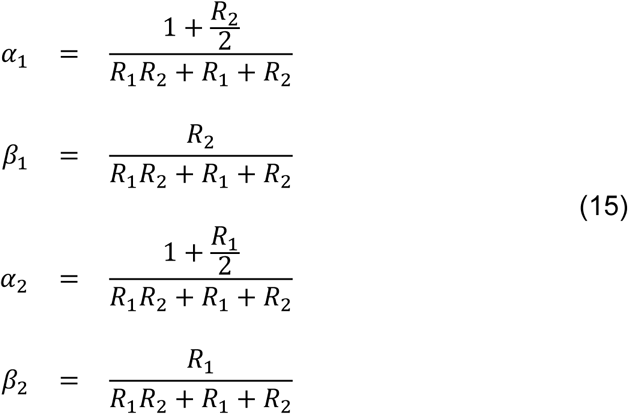 α₁ = (1 + R₂/2) / (R₁R₂ + R₁ + R₂)
β₁ = R₂ / (R₁R₂ + R₁ + R₂)
(15)
α₂ = (1 + R₁/2) / (R₁R₂ + R₁ + R₂)
β₂ = R₁ / (R₁R₂ + R₁ + R₂)